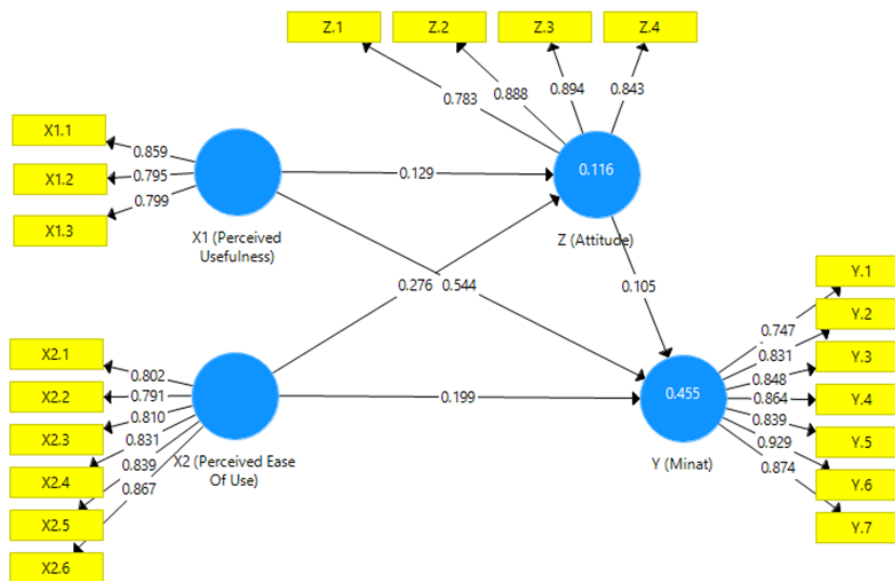 Z.1
Z.2
Z.3
Z.4
0.783
0.888
0.894
0.843
X1.1
X1.2
X1.3
0.859
0.795
0.799
X1 (Perceived
Usefulness)
0.129
0.116
Z (Attitude)
0.276
0.544
0.105
X2.1
X2.2
X2.3
X2.4
X2.5
X2.6
0.802
0.791
0.810
0.831
0.839
0.867
X2 (Perceived Ease
Of Use)
0.199
0.455
Y (Minat)
0.747
0.831
0.848
0.864
0.839
0.929
0.874
Y.1
Y.2
Y.3
Y.4
Y.5
Y.6
Y.7